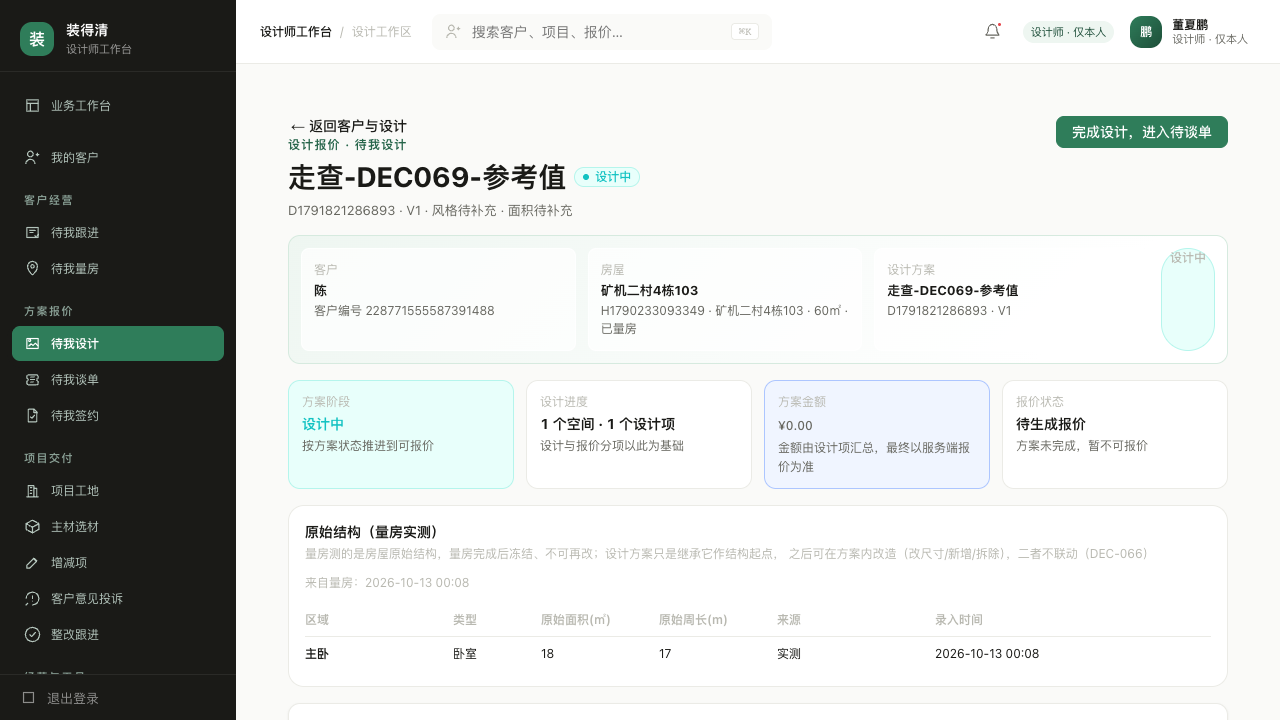 装
装得清
设计师工作台
业务工作台
我的客户
客户经营
待我跟进
待我量房
方案报价
待我设计
待我谈单
待我签约
项目交付
项目工地
主材选材
增减项
客户意见投诉
整改跟进
退出登录
设计师工作台 / 设计工作区
搜索客户、项目、报价...
⌘K
设计师 · 仅本人
鹏
董夏鹏
设计师 · 仅本人
← 返回客户与设计
设计报价 · 待我设计
完成设计，进入待谈单
走查-DEC069-参考值
设计中
D1791821286893 · V1 · 风格待补充 · 面积待补充
客户
陈
客户编号 228771555587391488
房屋
矿机二村4栋103
H1790233093349 · 矿机二村4栋103 · 60㎡ ·
已量房
设计方案
走查-DEC069-参考值
D1791821286893 · V1
设计中
方案阶段
设计中
按方案状态推进到可报价
设计进度
1 个空间 · 1 个设计项
设计与报价分项以此为基础
方案金额
¥0.00
金额由设计项汇总，最终以服务端报
价为准
报价状态
待生成报价
方案未完成，暂不可报价
原始结构（量房实测）
量房测的是房屋原始结构，量房完成后冻结、不可再改；设计方案只是继承它作结构起点， 之后可在方案内改造（改尺寸/新增/拆除），二者不联动（DEC-066）
来自量房：2026-10-13 00:08
区域 类型 原始面积(㎡) 原始周长(m) 来源 录入时间
主卧 卧室 18 17 实测 2026-10-13 00:08